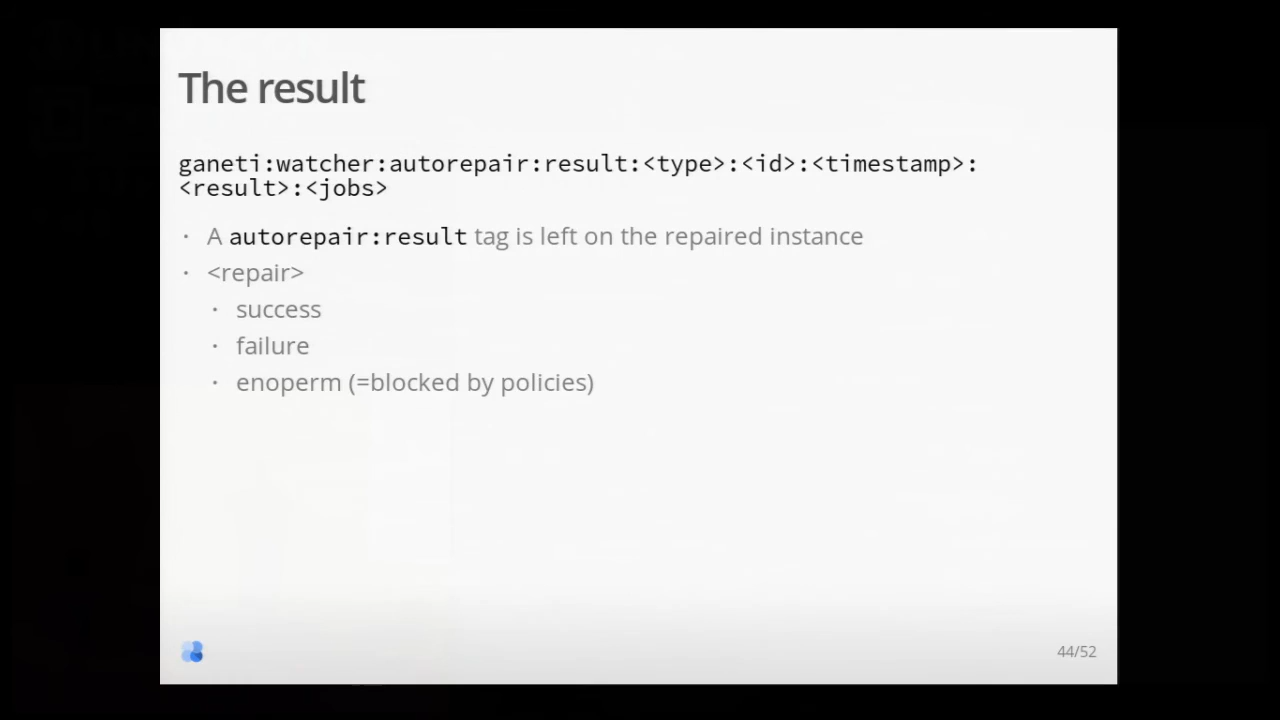 The result
ganeti:watcher:autorepair:result:<type>:<id>:<timestamp>:
<result>:<jobs>
· A autorepair:result tag is left on the repaired instance
· <repair>
· success
· failure
· enoperm (=blocked by policies)
44/52